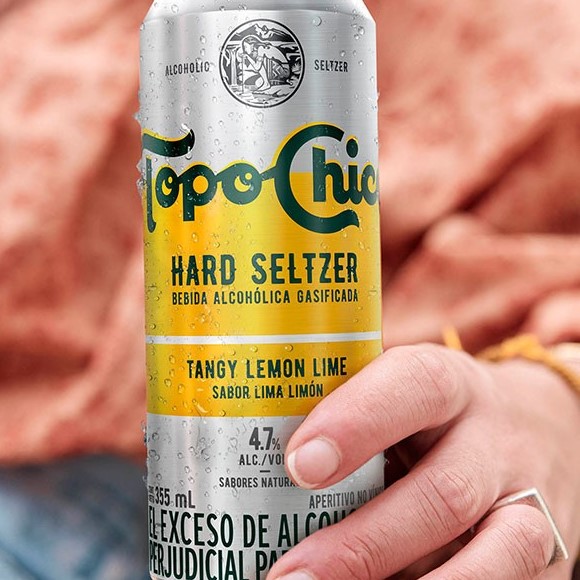 ALCOHOLIC SELTZER
Topo Chic
HARD SELTZER
BEBIDA ALCOHÓLICA GASIFICADA
TANGY LEMON LIME
SABOR LIMA LIMÓN
4.7%
ALC./VOL
SABORES NATURA
355 mL
APERITIVO NO
EL EXCESO DE ALCOHO
PERJUDICIAL PA